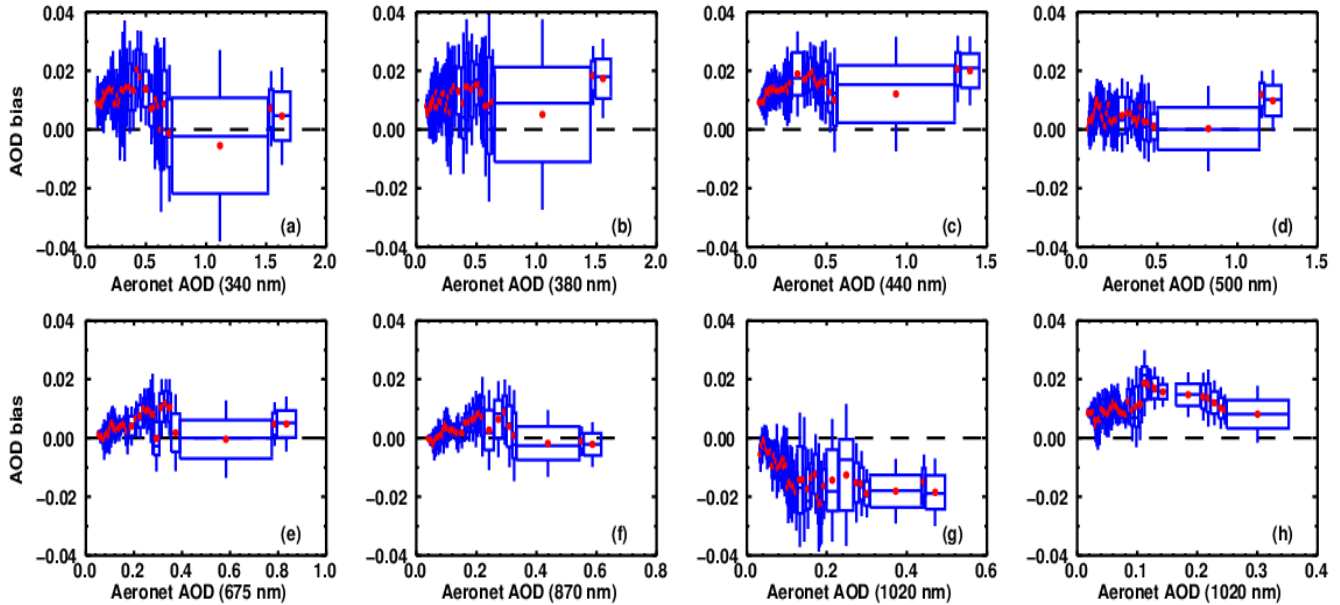 AOD bias
0.04
0.02
0.00
−0.02
−0.04
(a)
0.0 0.5 1.0 1.5 2.0
Aeronet AOD (340 nm)
0.04
0.02
0.00
−0.02
−0.04
(b)
0.0 0.5 1.0 1.5 2.0
Aeronet AOD (380 nm)
0.04
0.02
0.00
−0.02
−0.04
(c)
0.0 0.5 1.0 1.5
Aeronet AOD (440 nm)
0.04
0.02
0.00
−0.02
−0.04
(d)
0.0 0.5 1.0 1.5
Aeronet AOD (500 nm)
AOD bias
0.04
0.02
0.00
−0.02
−0.04
(e)
0.0 0.2 0.4 0.6 0.8 1.0
Aeronet AOD (675 nm)
0.04
0.02
0.00
−0.02
−0.04
(f)
0.0 0.2 0.4 0.6 0.8
Aeronet AOD (870 nm)
0.04
0.02
0.00
−0.02
−0.04
(g)
0.0 0.2 0.4 0.6
Aeronet AOD (1020 nm)
0.04
0.02
0.00
−0.02
−0.04
(h)
0.0 0.1 0.2 0.3 0.4
Aeronet AOD (1020 nm)